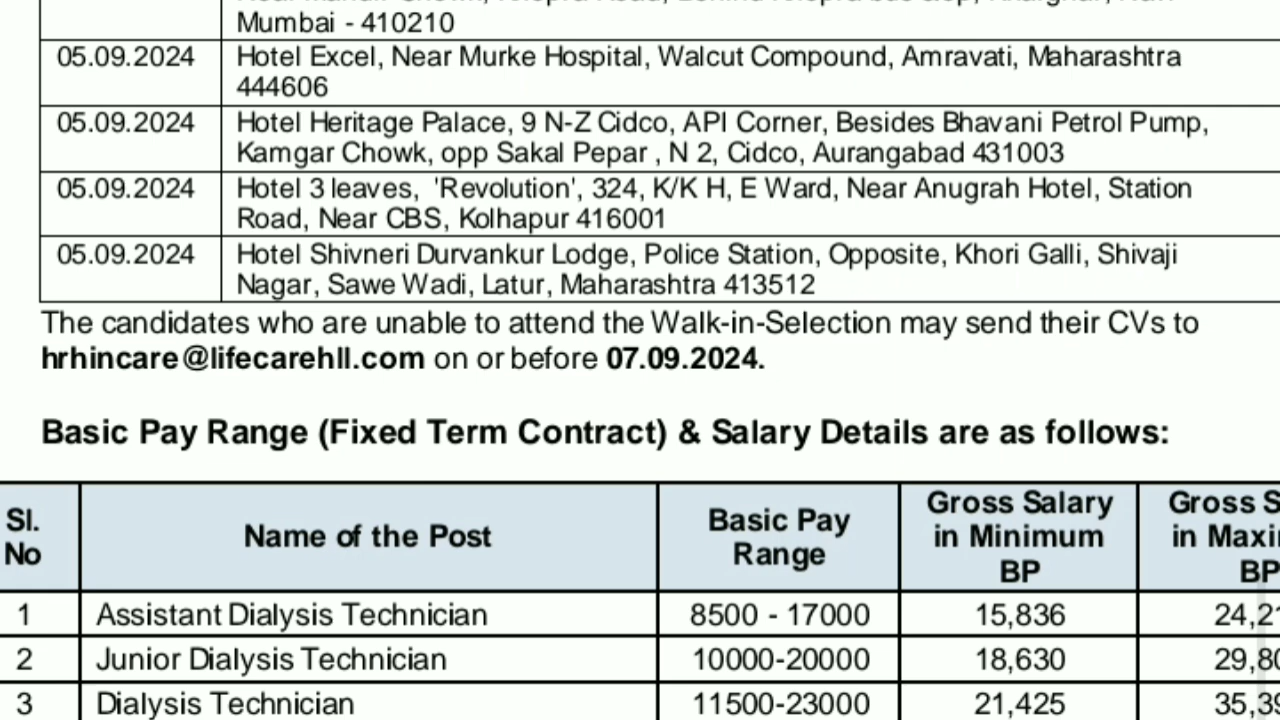 Mumbai - 410210
05.09.2024 Hotel Excel, Near Murke Hospital, Walcut Compound, Amravati, Maharashtra
444606
05.09.2024 Hotel Heritage Palace, 9 N-Z Cidco, API Corner, Besides Bhavani Petrol Pump,
Kamgar Chowk, opp Sakal Pepar , N 2, Cidco, Aurangabad 431003
05.09.2024 Hotel 3 leaves, 'Revolution', 324, K/K H, E Ward, Near Anugrah Hotel, Station
Road, Near CBS, Kolhapur 416001
05.09.2024 Hotel Shivneri Durvankur Lodge, Police Station, Opposite, Khori Galli, Shivaji
Nagar, Sawe Wadi, Latur, Maharashtra 413512
The candidates who are unable to attend the Walk-in-Selection may send their CVs to
hrhincare@lifecarehll.com on or before 07.09.2024.
Basic Pay Range (Fixed Term Contract) & Salary Details are as follows:
Sl.
No
Name of the Post
Basic Pay
Range
Gross Salary
in Minimum
BP
Gross
in
BP
1 Assistant Dialysis Technician 8500 - 17000 15,836
2 Junior Dialysis Technician 10000-20000 18,630
3 Dialysis Technician 11500-23000 21,425